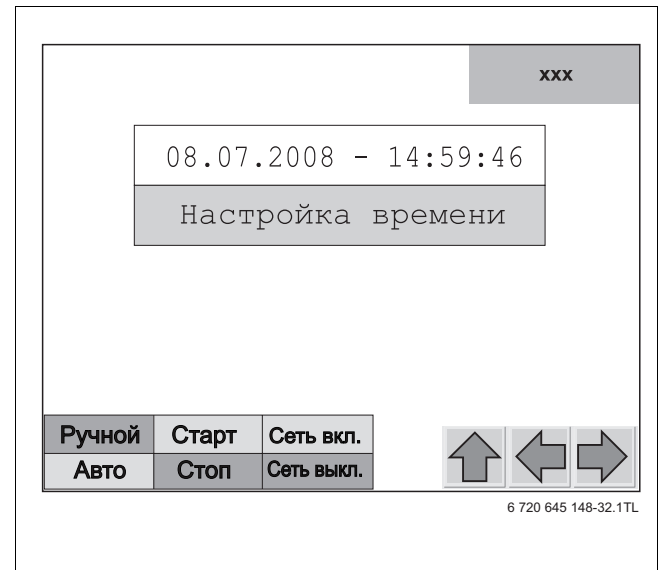 xxx
08.07.2008 - 14:59:46
Настройка времени
Ручной Старт Сеть вкл.
Авто Стоп Сеть выкл.
6 720 645 148-32.1TL